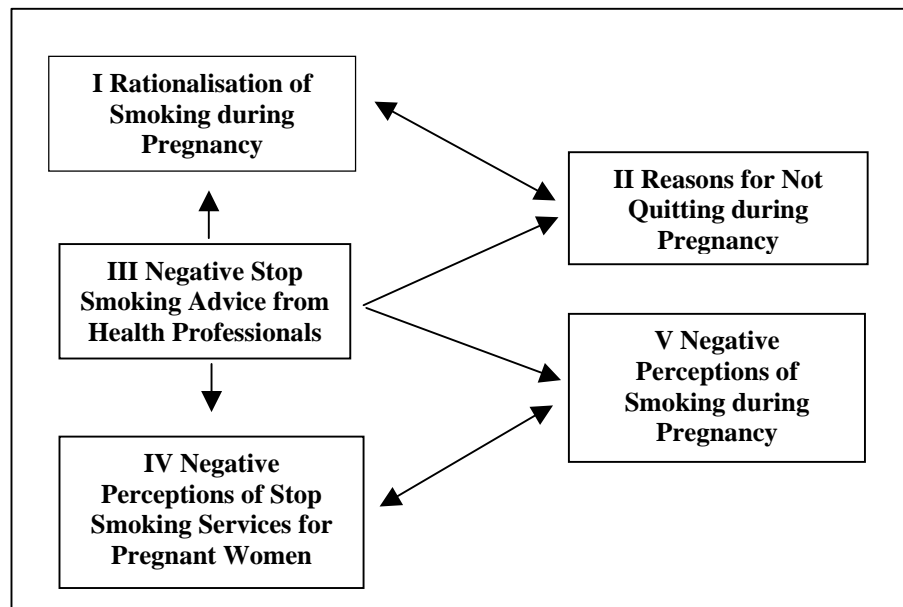 I Rationalisation of
Smoking during
Pregnancy
II Reasons for Not
Quitting during
Pregnancy
III Negative Stop
Smoking Advice from
Health Professionals
V Negative
Perceptions of
Smoking during
Pregnancy
IV Negative
Perceptions of Stop
Smoking Services for
Pregnant Women